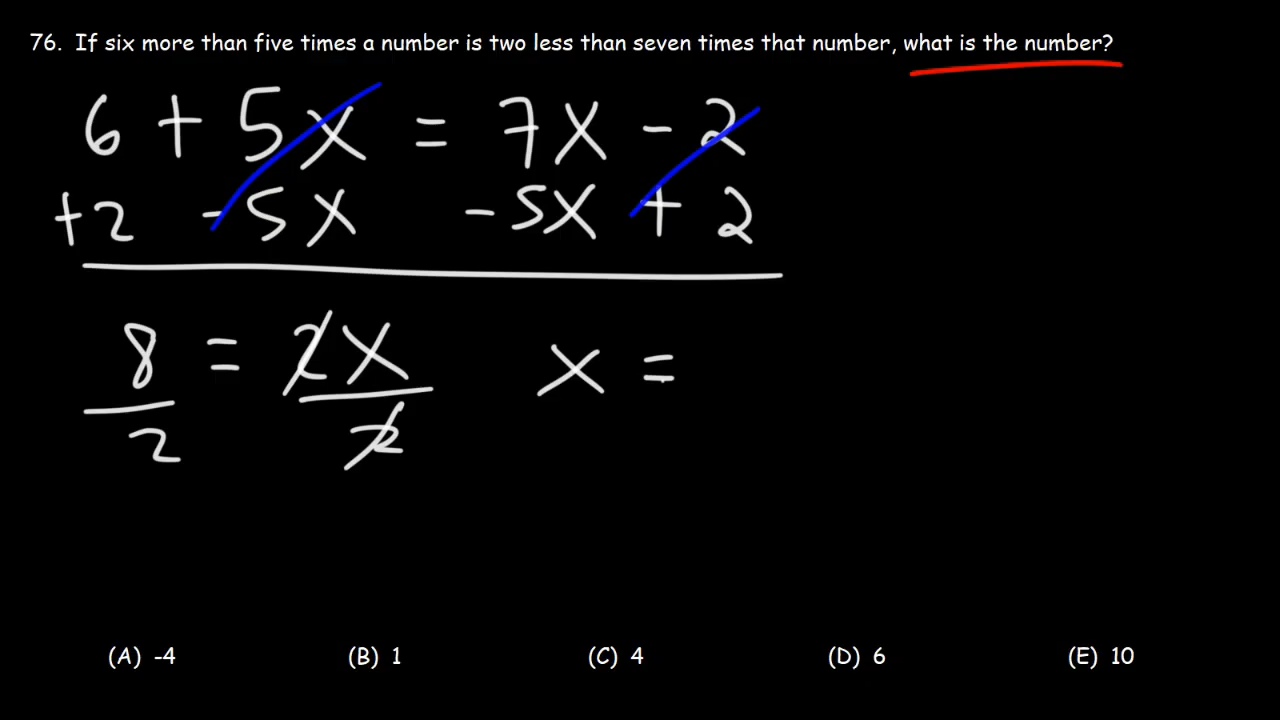 76. If six more than five times a number is two less than seven times that number, what is the number?
6 + 5x = 7x - 2
+2 -5x -5x + 2
8 = 2x x =
2 2
(A) -4 (B) 1 (C) 4 (D) 6 (E) 10